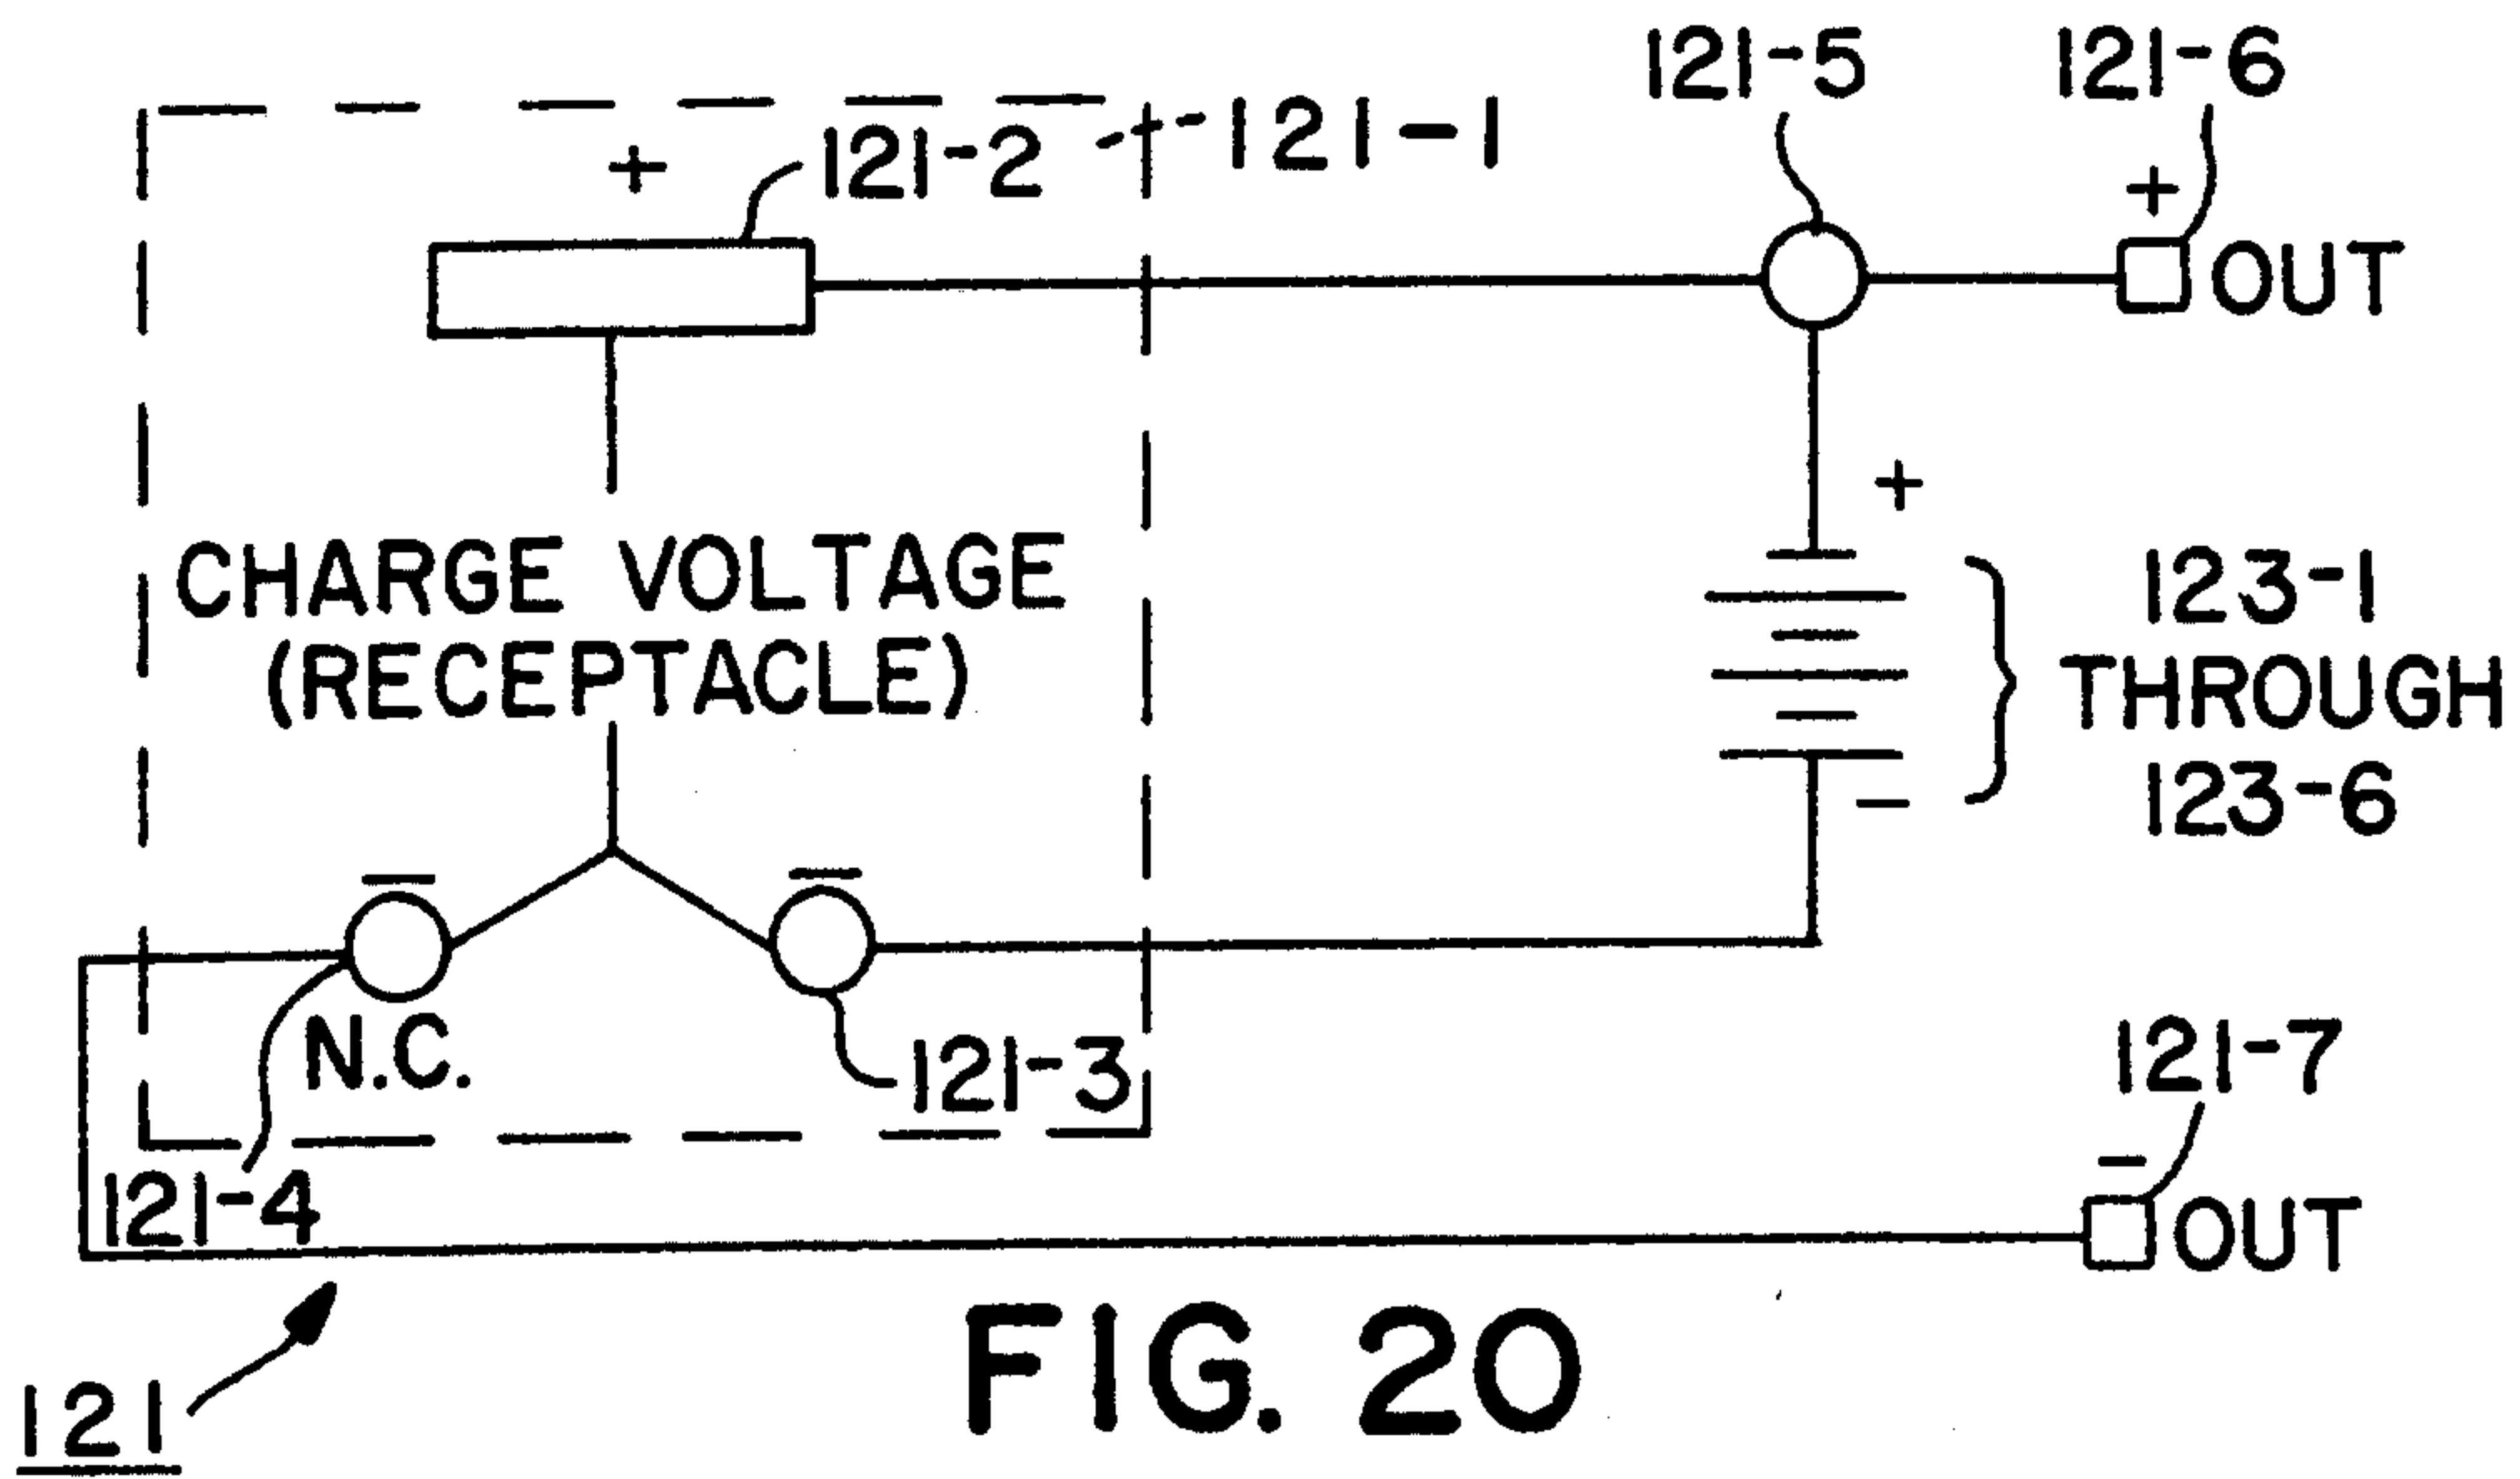 121-5
121-6
121-2
121-1
+
+
OUT
+
CHARGE VOLTAGE
(RECEPTACLE)
123-1
THROUGH
123-6
−
−
−
N.C.
121-3
121-7
−
121-4
OUT
121
FIG. 20